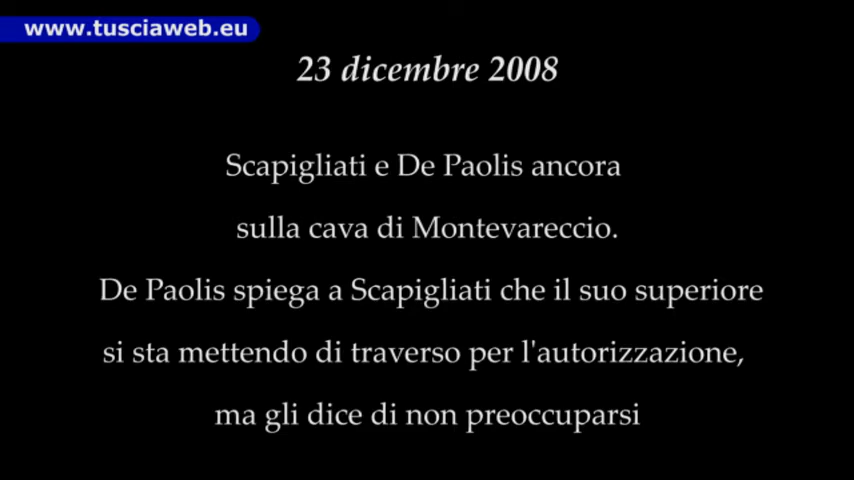 www.tusciaweb.eu
23 dicembre 2008
Scapigliati e De Paolis ancora
sulla cava di Montevareccio.
De Paolis spiega a Scapigliati che il suo superiore
si sta mettendo di traverso per l'autorizzazione,
ma gli dice di non preoccuparsi